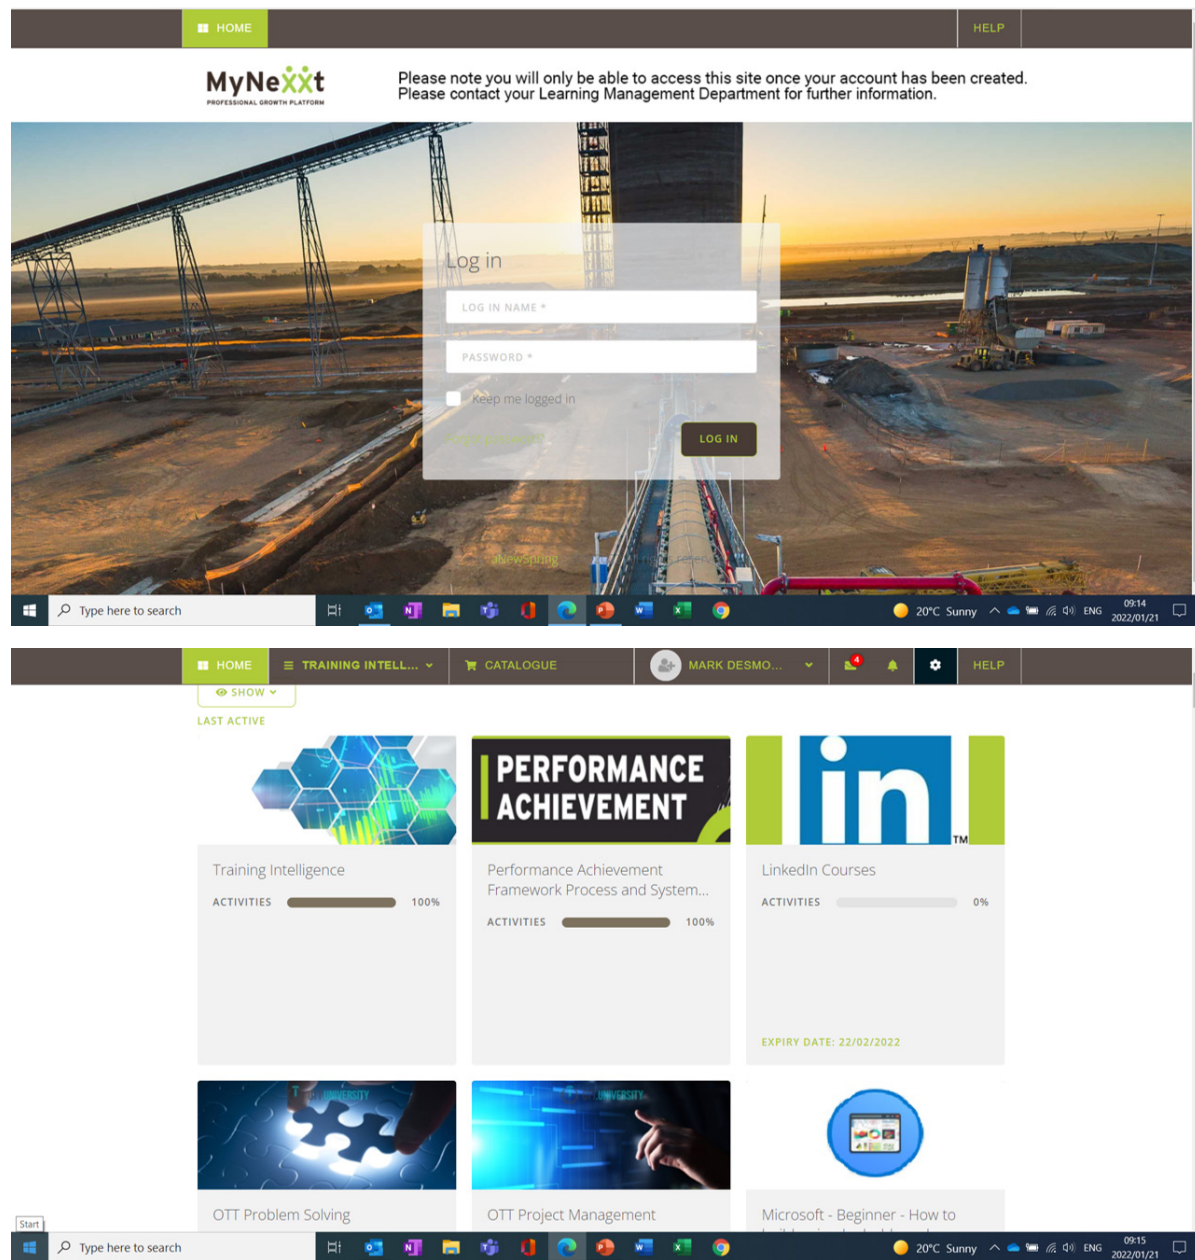 HOME
HELP
MyNexxt
PROFESSIONAL GROWTH PLATFORM
Please note you will only be able to access this site once your account has been created.
Please contact your Learning Management Department for further information.
Log in
LOG IN NAME *
PASSWORD *
Keep me logged in
Forgot password?
LOG IN
aNewSpring
Type here to search
20°C Sunny
ENG
09:14
2022/01/21
HOME
TRAINING INTELL...
CATALOGUE
MARK DESMO...
4
HELP
SHOW
LAST ACTIVE
PERFORMANCE
ACHIEVEMENT
in
TM
Training Intelligence
ACTIVITIES 100%
Performance Achievement
Framework Process and System...
ACTIVITIES 100%
LinkedIn Courses
ACTIVITIES 0%
EXPIRY DATE: 22/02/2022
UNIVERSITY
UNIVERSITY
OTT Problem Solving
OTT Project Management
Microsoft - Beginner - How to
Start
Type here to search
20°C Sunny
ENG
09:15
2022/01/21